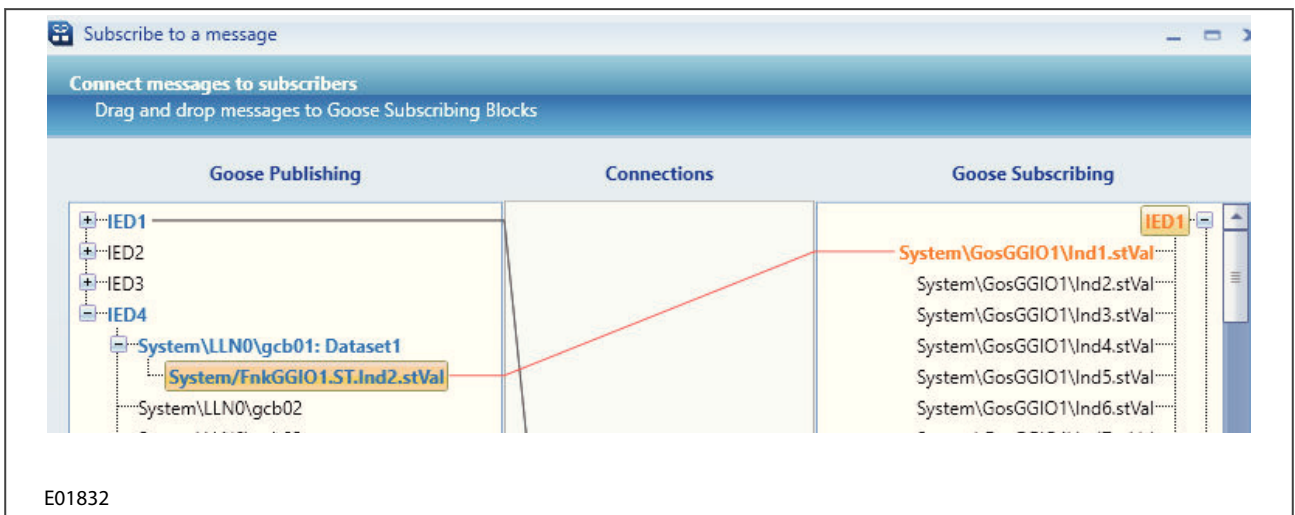 Subscribe to a message
Connect messages to subscribers
Drag and drop messages to Goose Subscribing Blocks
Goose Publishing
Connections
Goose Subscribing
IED1
IED2
IED3
IED4
System\LLN0\gcb01: Dataset1
System/FnkGGIO1.ST.Ind2.stVal
System\LLN0\gcb02
IED1
System\GosGGIO1\Ind1.stVal
System\GosGGIO1\Ind2.stVal
System\GosGGIO1\Ind3.stVal
System\GosGGIO1\Ind4.stVal
System\GosGGIO1\Ind5.stVal
System\GosGGIO1\Ind6.stVal
E01832